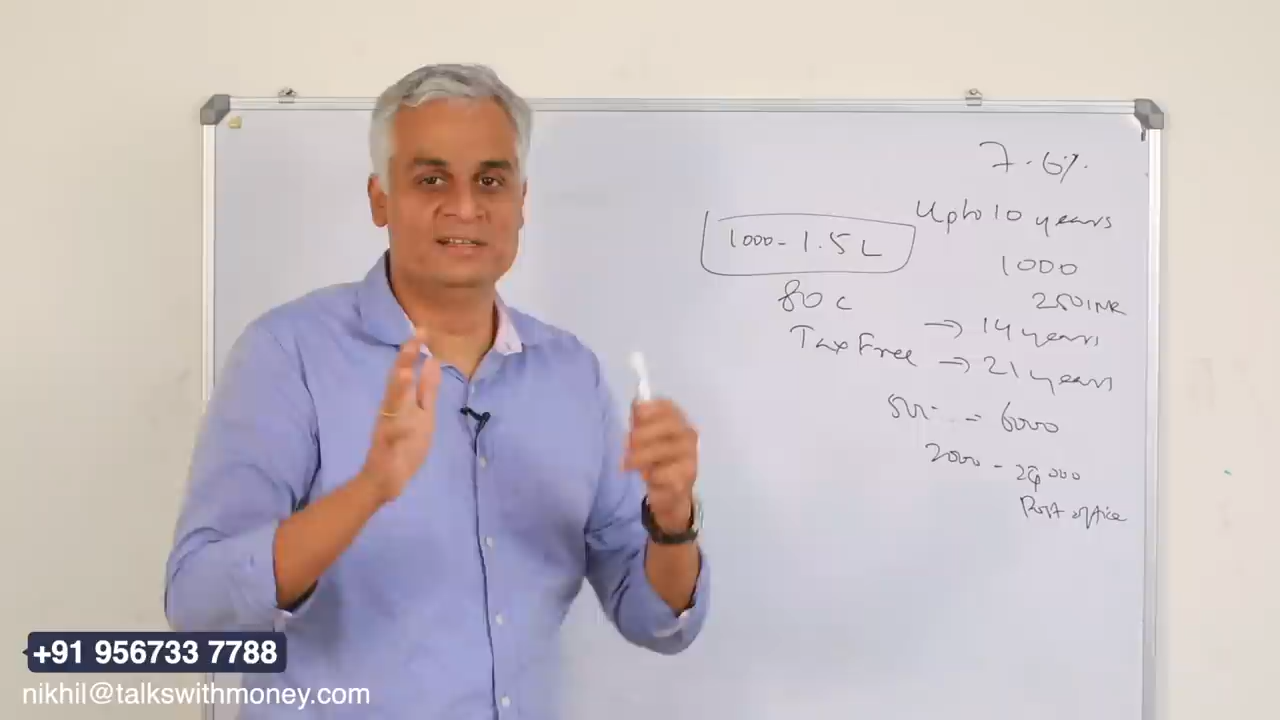 7.6%.
Upto 10 years
1000 - 1.5 L
1000
80 c
250 INR
→ 14 years
Tax Free → 21 years
= 6000
2000 - 24,000
Post office
+91 956733 7788
nikhil@talkswithmoney.com